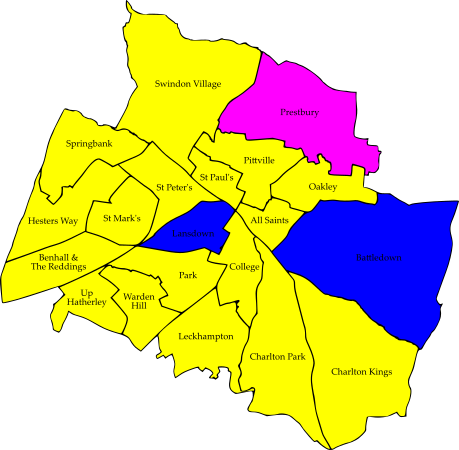 Swindon Village
Prestbury
Springbank
Pittville
St Paul's
St Peter's
Oakley
Hesters Way
St Mark's
All Saints
Lansdown
Benhall &
The Reddings
Battledown
College
Park
Up
Hatherley
Warden
Hill
Leckhampton
Charlton Park
Charlton Kings